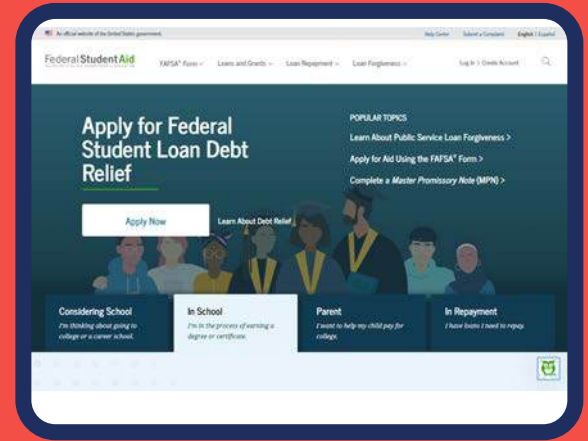 An official website of the United States government.
Help Center Submit a Complaint English | Español
Federal Student Aid
FAFSA® Form Loans and Grants Loan Repayment Loan Forgiveness Log In | Create Account
Apply for Federal
Student Loan Debt
Relief
Apply Now
Learn About Debt Relief
POPULAR TOPICS
Learn About Public Service Loan Forgiveness >
Apply for Aid Using the FAFSA® Form >
Complete a Master Promissory Note (MPN) >
Considering School
I'm thinking about going to
college or a career school.
In School
I'm in the process of earning a
degree or certificate.
Parent
I want to help my child pay for
college.
In Repayment
I have loans I need to repay.